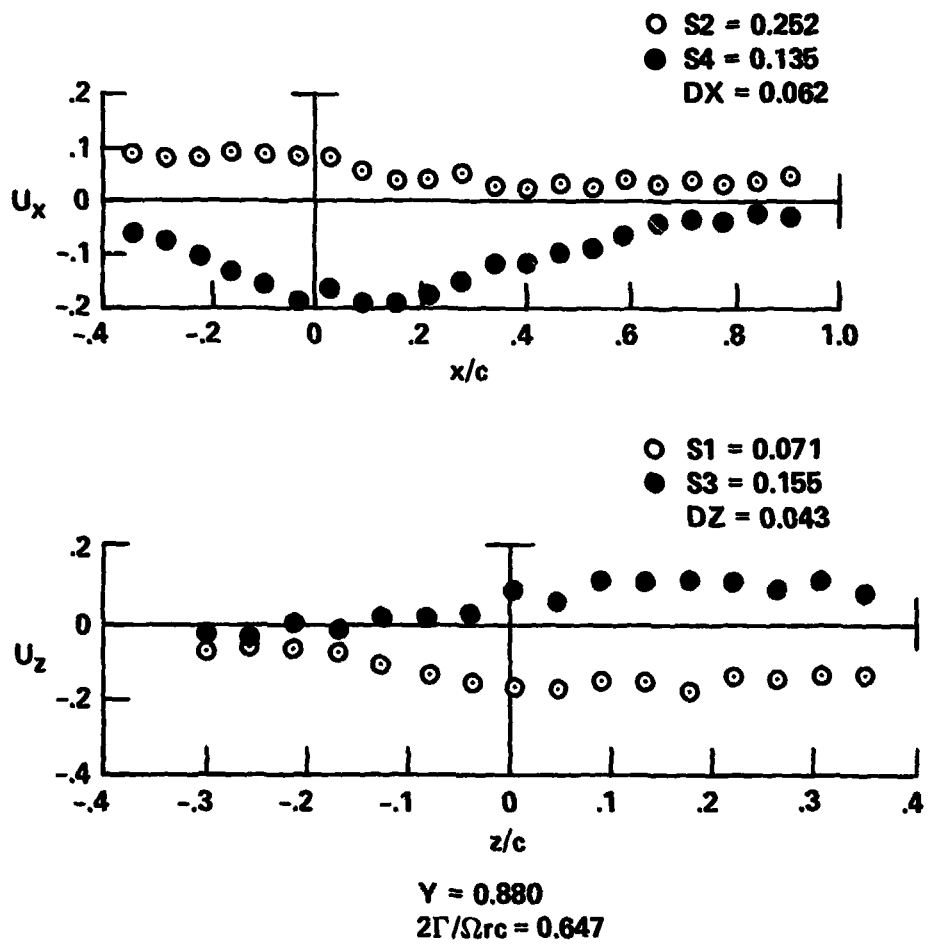 S2 = 0.252
S4 = 0.135
DX = 0.062
.2
.1
0
-.1
-.2
Ux
-.4 -.2 0 .2 .4 .6 .8 1.0
x/c
S1 = 0.071
S3 = 0.155
DZ = 0.043
.2
0
-.2
-.4
Uz
-.4 -.3 -.2 -.1 0 .1 .2 .3 .4
z/c
Y = 0.880
2Γ/Ωrc = 0.647